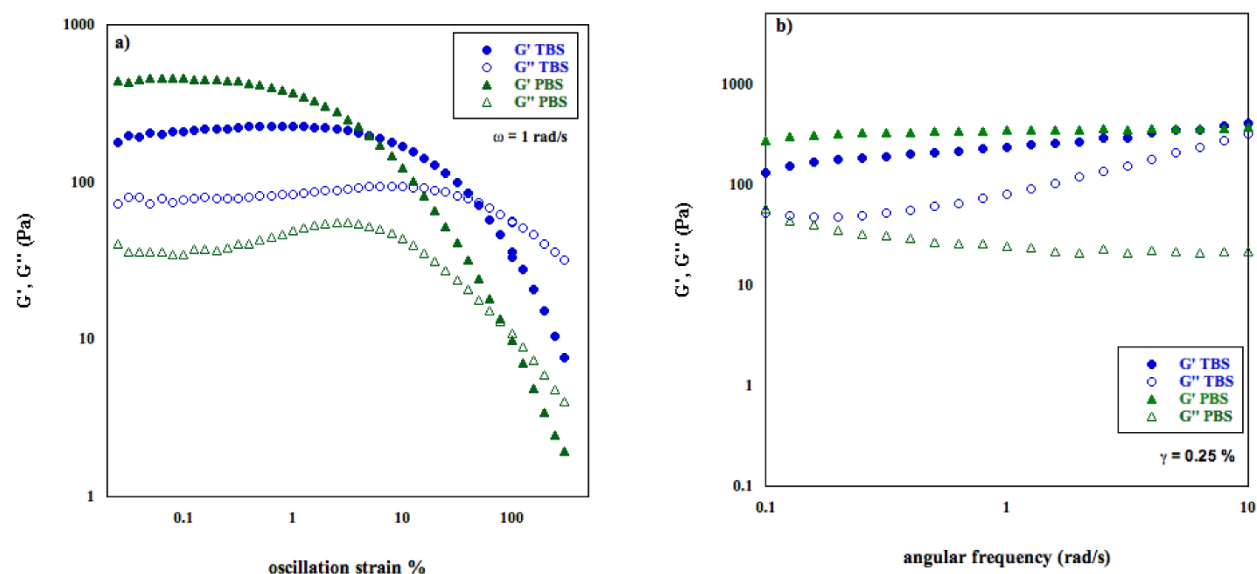 a)
1000
100
10
1
G', G'' (Pa)
0.1
1
10
100
oscillation strain %
G' TBS
G'' TBS
G' PBS
G'' PBS
ω = 1 rad/s
b)
1000
100
10
1
0.1
G', G'' (Pa)
0.1
1
10
angular frequency (rad/s)
G' TBS
G'' TBS
G' PBS
G'' PBS
γ = 0.25 %